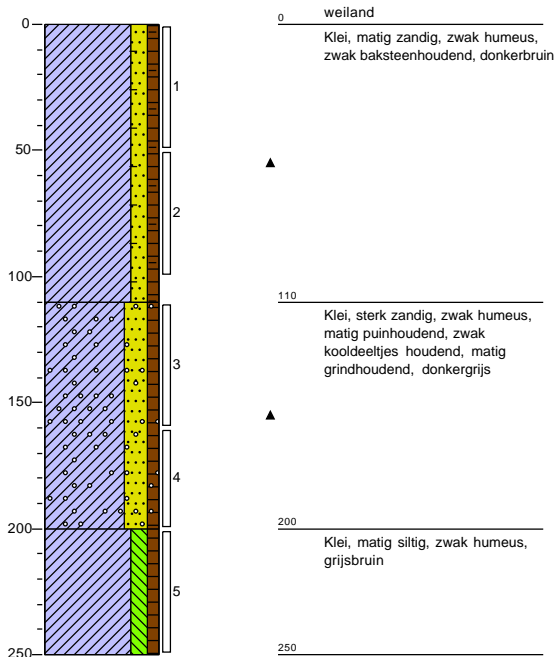 0
50
100
150
200
250
1
2
3
4
5
0
weiland
Klei, matig zandig, zwak humeus,
zwak baksteenhoudend, donkerbruin
110
Klei, sterk zandig, zwak humeus,
matig puinhoudend, zwak
kooldeeltjes houdend, matig
grindhoudend, donkergrijs
200
Klei, matig siltig, zwak humeus,
grijsbruin
250